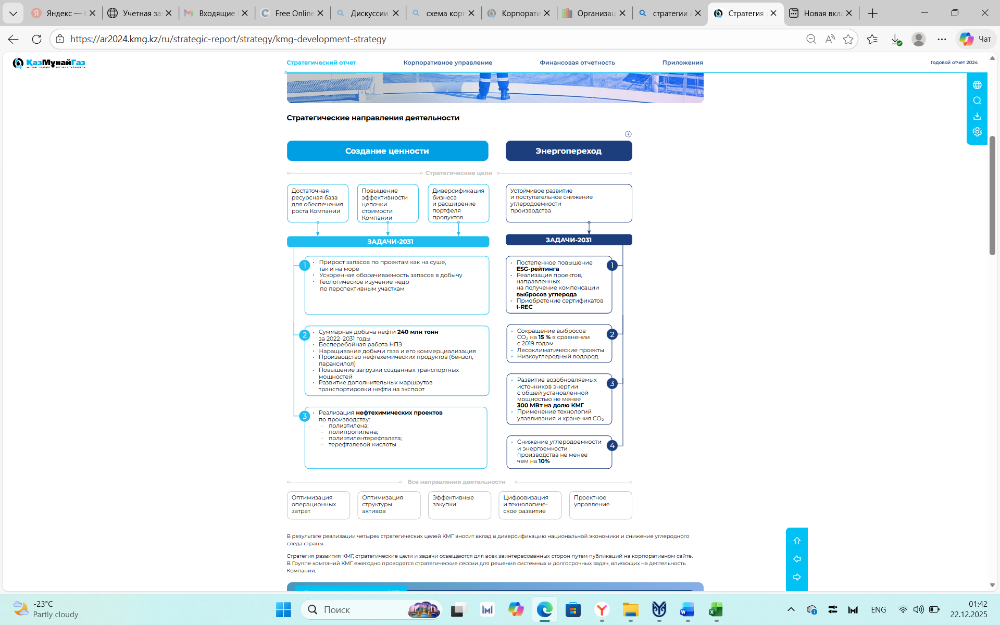 Яндекс — б
Учетная за
Входящие (
Free Online
Дискуссии
схема корп
Корпорати
Организац
стратегии А
Стратегия р
Новая вкла
https://ar2024.kmg.kz/ru/strategic-report/strategy/kmg-development-strategy
Чат
ҚазМұнайГаз
NATIONAL COMPANY ҰЛТТЫҚ КОМПАНИЯСЫ
Стратегический отчет
Корпоративное управление
Финансовая отчетность
Приложения
Годовой отчет 2024
Стратегические направления деятельности
Создание ценности
Энергопереход
Стратегические цели
Достаточная
ресурсная база
для обеспечения
роста Компании
Повышение
эффективности
цепочки
стоимости
Компании
Диверсификация
бизнеса
и расширение
портфеля
продуктов
Устойчивое развитие
и поступательное снижение
углеродоемкости
производства
ЗАДАЧИ-2031
1
• Прирост запасов по проектам как на суше,
так и на море
• Ускоренная оборачиваемость запасов в добычу
• Геологическое изучение недр
по перспективным участкам
2
• Суммарная добыча нефти 240 млн тонн
за 2022–2031 годы
• Бесперебойная работа НПЗ
• Наращивание добычи газа и его коммерциализация
• Производство нефтехимических продуктов (бензол,
параксилол)
• Повышение загрузки созданных транспортных
мощностей
• Развитие дополнительных маршрутов
транспортировки нефти на экспорт
3
• Реализация нефтехимических проектов
по производству:
– полиэтилена;
– полипропилена;
– полиэтилентерефталата;
– терефталевой кислоты
ЗАДАЧИ-2031
1
• Постепенное повышение
ESG-рейтинга
• Реализация проектов,
направленных
на получение компенсации
выбросов углерода
• Приобретение сертификатов
I-REC
2
• Сокращение выбросов
CO₂ на 15 % в сравнении
с 2019 годом
• Лесоклиматические проекты
• Низкоуглеродный водород
3
• Развитие возобновляемых
источников энергии
с общей установленной
мощностью не менее
300 МВт на долю КМГ
• Применение технологий
улавливания и хранения CO₂
4
• Снижение углеродоемкости
и энергоемкости
производства не менее
чем на 10%
Все направления деятельности
Оптимизация
операционных
затрат
Оптимизация
структуры
активов
Эффективные
закупки
Цифровизация
и технологиче-
ское развитие
Проектное
управление
В результате реализации четырех стратегических целей КМГ вносит вклад в диверсификацию национальной экономики и снижение углеродного
следа страны.
Стратегия развития КМГ, стратегические цели и задачи освещаются для всех заинтересованных сторон путем публикаций на корпоративном сайте.
В Группе компаний КМГ ежегодно проводятся стратегические сессии для решения системных и долгосрочных задач, влияющих на деятельность
Компании.
-23°C
Partly cloudy
Поиск
ENG
01:42
22.12.2025